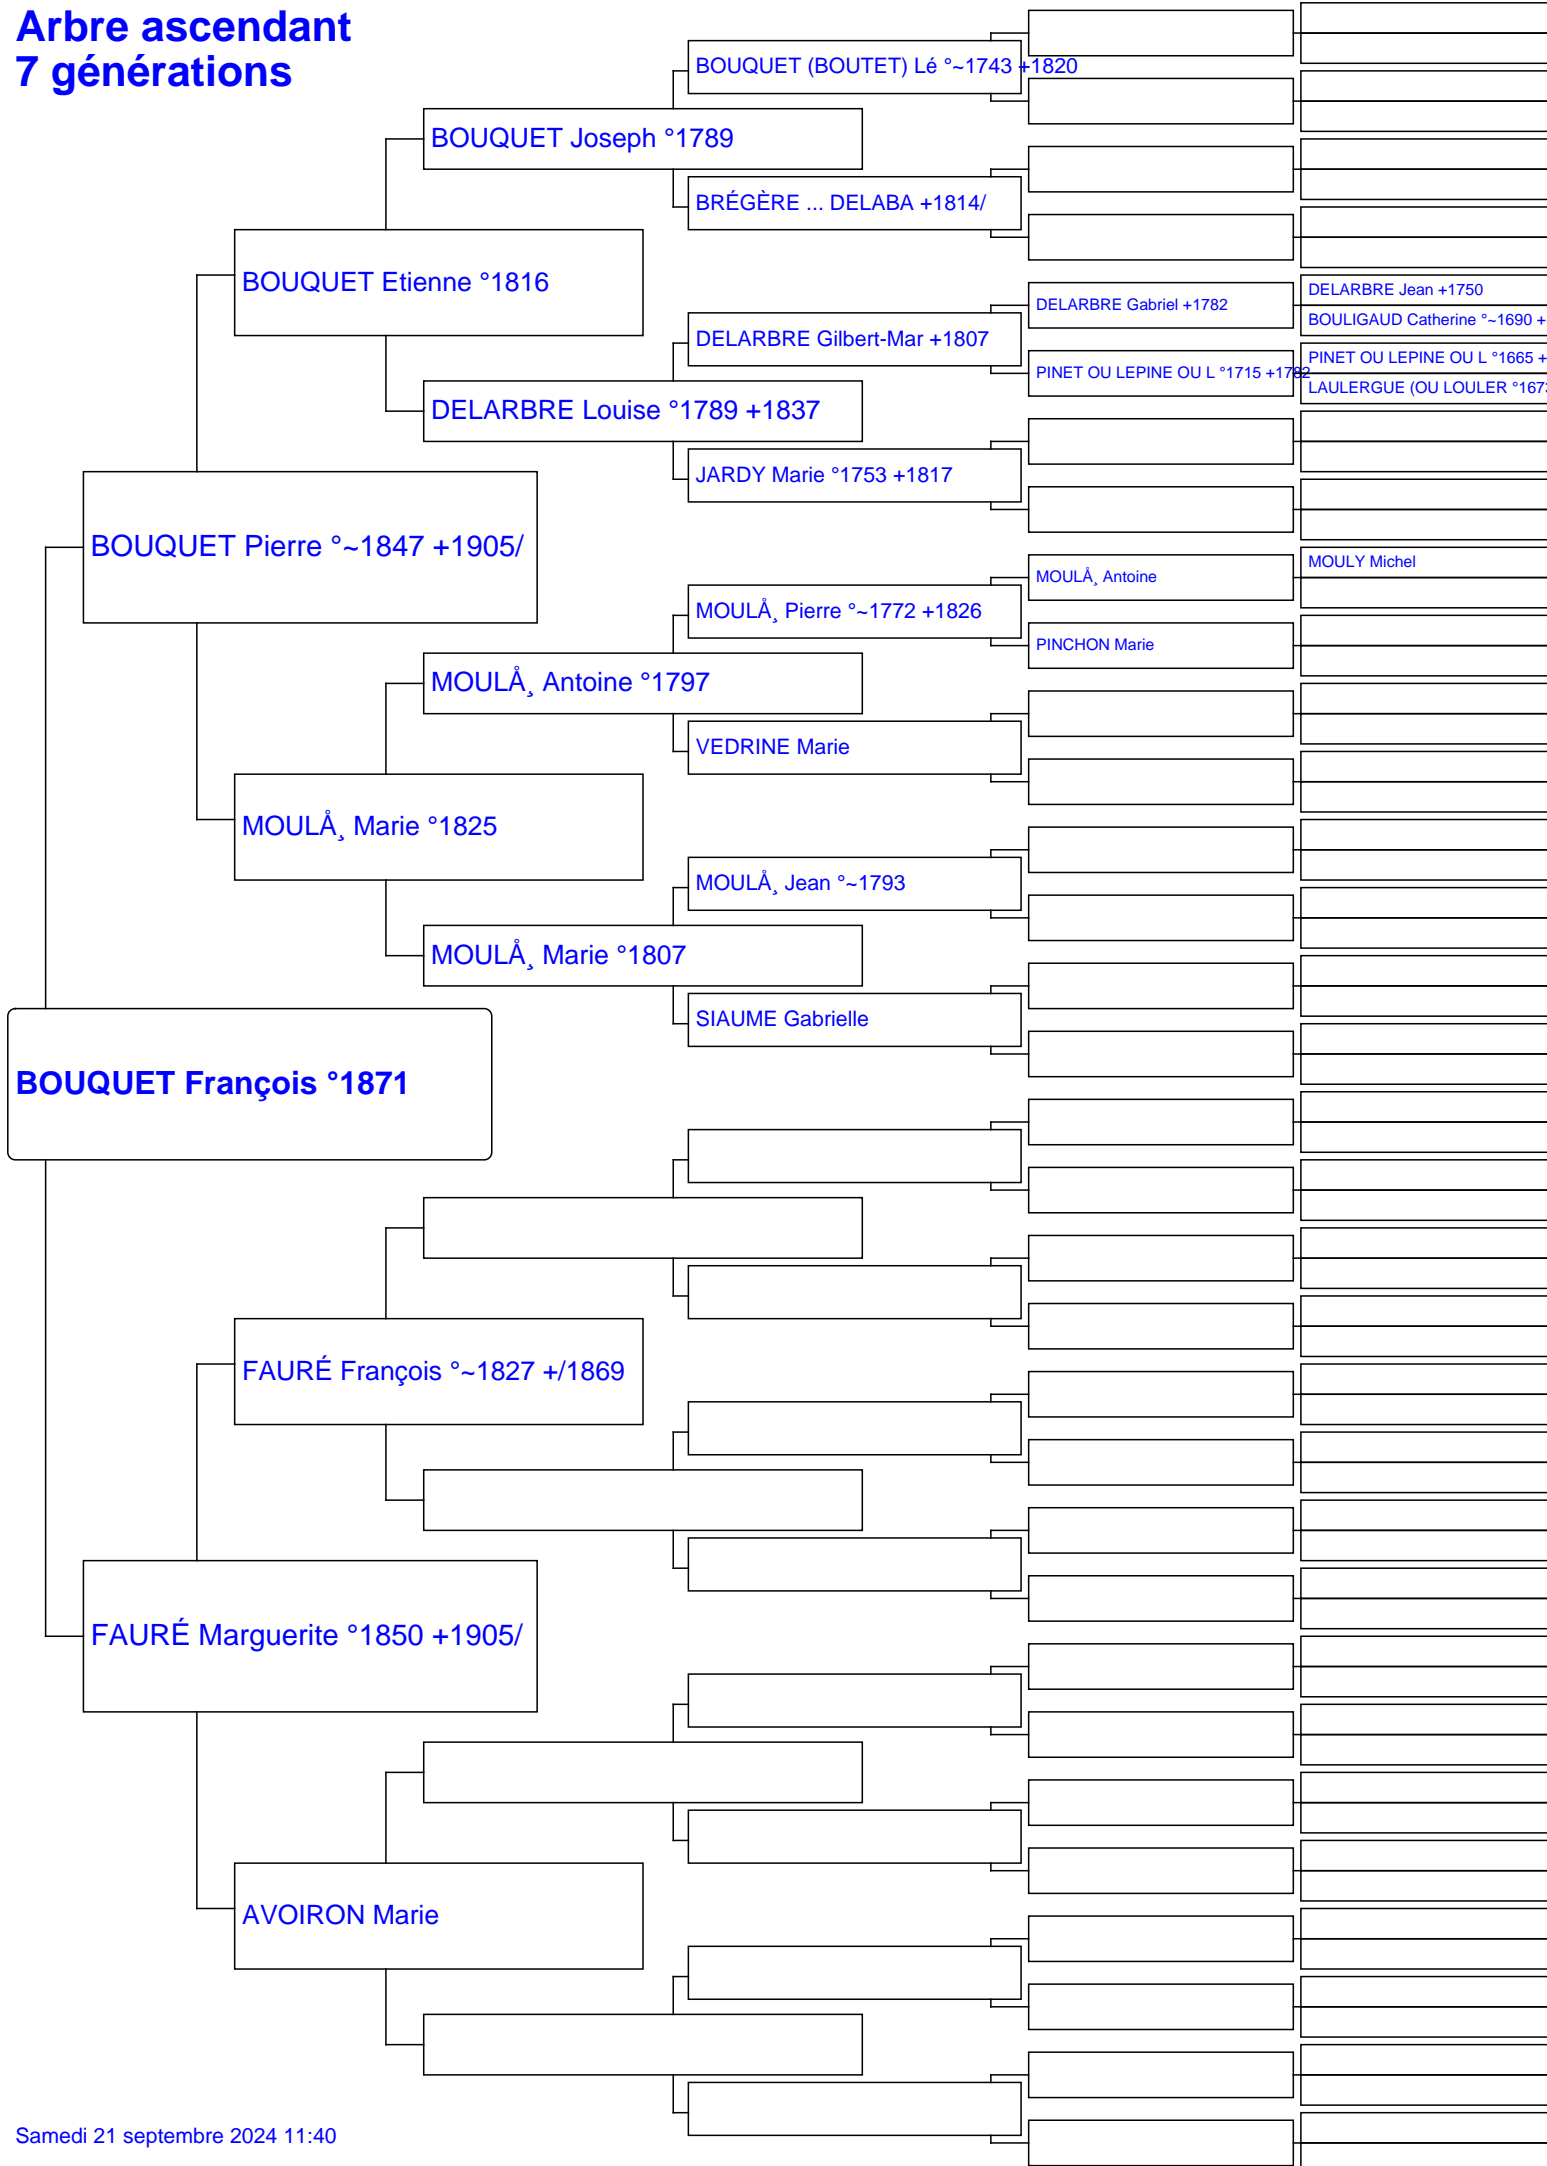 Arbre ascendant
7 générations
BOUQUET (BOUTET) Lé °~1743 +1820
BOUQUET Joseph °1789
BRÉGÈRE ... DELABA +1814/
BOUQUET Etienne °1816
DELARBRE Jean +1750
DELARBRE Gabriel +1782
BOULIGAUD Catherine °~1690 +
DELARBRE Gilbert-Mar +1807
PINET OU LEPINE OU L °1665 +
PINET OU LEPINE OU L °1715 +1782
LAULERGUE (OU LOULER °1673
DELARBRE Louise °1789 +1837
JARDY Marie °1753 +1817
BOUQUET Pierre °~1847 +1905/
MOULY Michel
MOULÅ¸ Antoine
MOULÅ¸ Pierre °~1772 +1826
PINCHON Marie
MOULÅ¸ Antoine °1797
VEDRINE Marie
MOULÅ¸ Marie °1825
MOULÅ¸ Jean °~1793
MOULÅ¸ Marie °1807
SIAUME Gabrielle
BOUQUET François °1871
FAURÉ François °~1827 +/1869
FAURÉ Marguerite °1850 +1905/
AVOIRON Marie
Samedi 21 septembre 2024 11:40